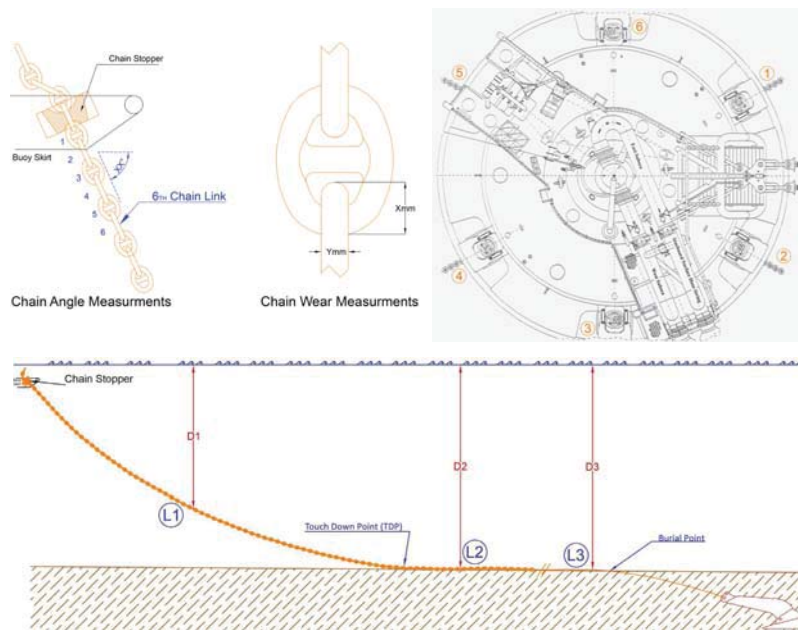 Chain Stopper
Buoy Skirt
1
2
3
4
5
6
XX°
6TH Chain Link
Chain Angle Measurments
Xmm
Ymm
Chain Wear Measurments
6
5
1
4
2
3
Chain Stopper
D1
D2
D3
L1
Touch Down Point (TDP)
L2
L3
Burial Point